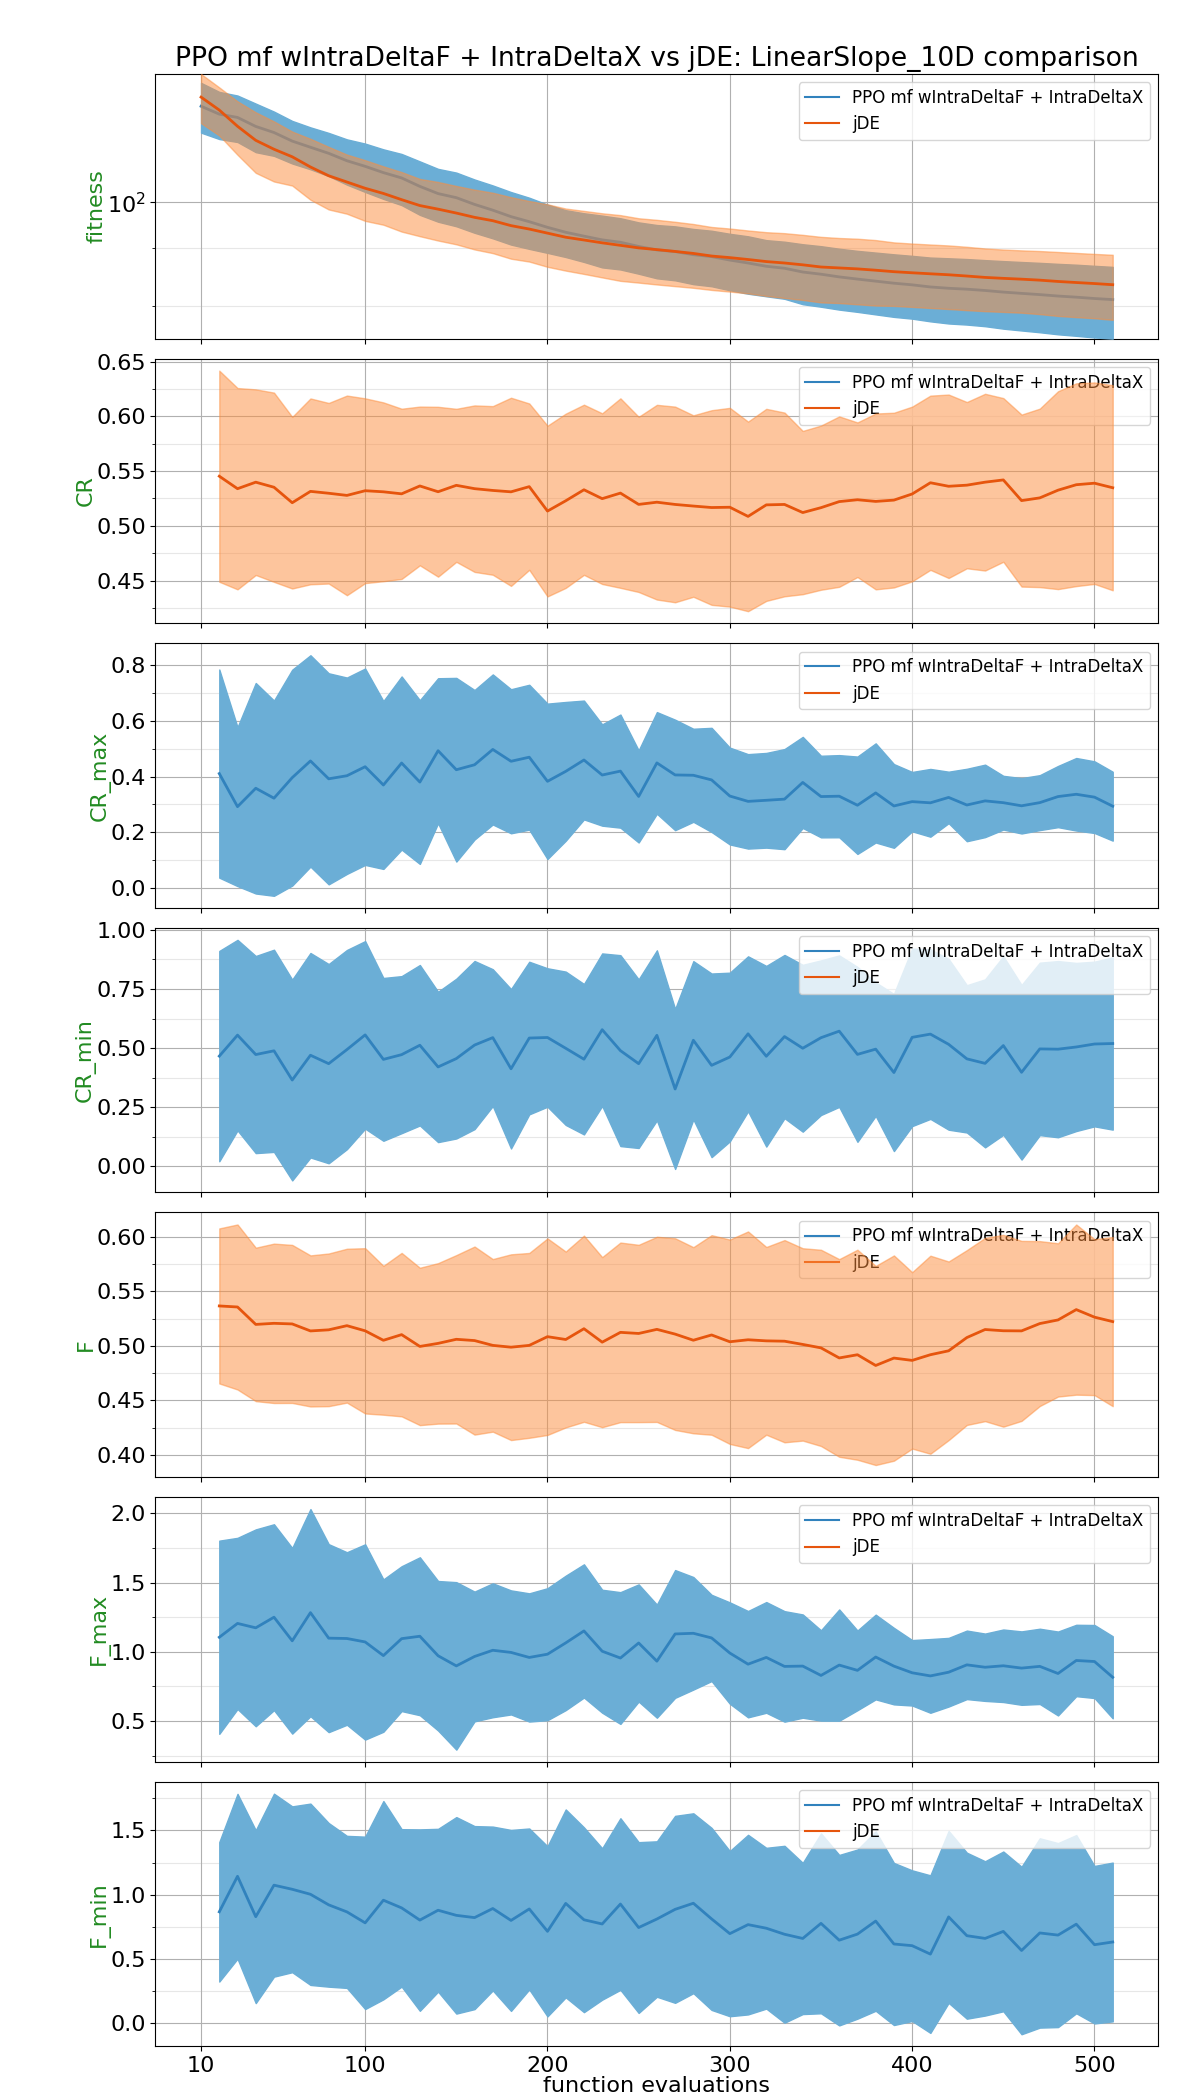 PPO mf wIntraDeltaF + IntraDeltaX vs jDE: LinearSlope_10D comparison
PPO mf wIntraDeltaF + IntraDeltaX
jDE
fitness
10²
0.65
PPO mf wIntraDeltaF + IntraDeltaX
jDE
0.60
0.55
CR
0.50
0.45
PPO mf wIntraDeltaF + IntraDeltaX
jDE
0.8
0.6
CR_max
0.4
0.2
0.0
1.00
PPO mf wIntraDeltaF + IntraDeltaX
jDE
0.75
CR_min
0.50
0.25
0.00
PPO mf wIntraDeltaF + IntraDeltaX
jDE
0.60
0.55
F
0.50
0.45
0.40
2.0
PPO mf wIntraDeltaF + IntraDeltaX
jDE
1.5
F_max
1.0
0.5
PPO mf wIntraDeltaF + IntraDeltaX
jDE
1.5
1.0
F_min
0.5
0.0
10 100 200 300 400 500
function evaluations